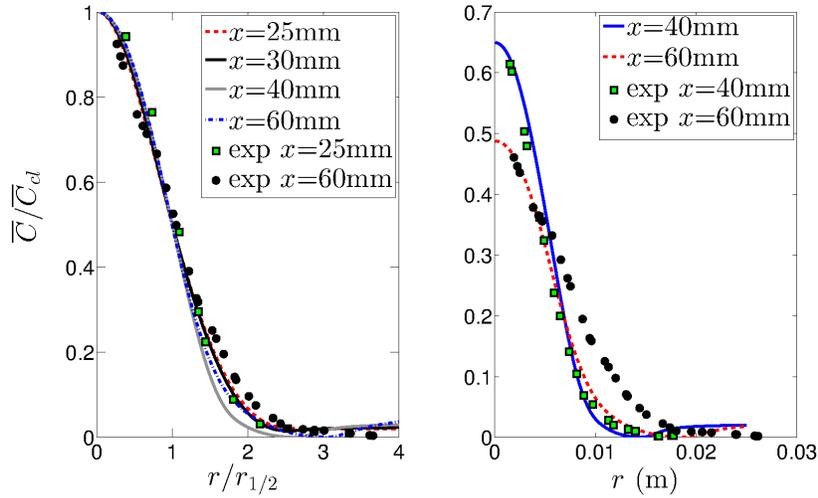 x=25mm
x=30mm
x=40mm
x=60mm
exp x=25mm
exp x=60mm
1
0.8
0.6
0.4
0.2
0
0 1 2 3 4
C̅/C̅cl
r/r1/2
x=40mm
x=60mm
exp x=40mm
exp x=60mm
0.7
0.6
0.5
0.4
0.3
0.2
0.1
0
0 0.01 0.02 0.03
r (m)